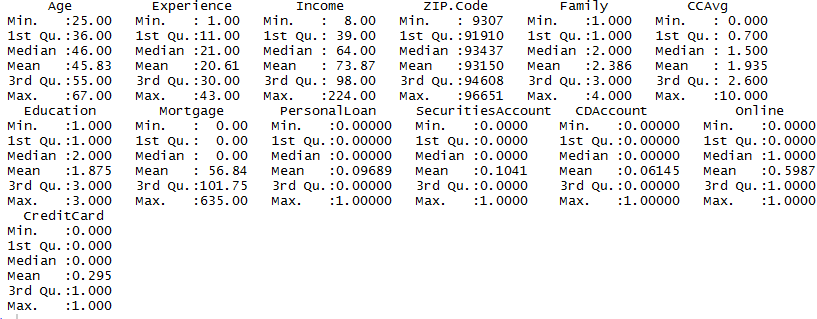 Age Experience Income ZIP.Code Family CCAvg
Min. :25.00 Min. : 1.00 Min. : 8.00 Min. : 9307 Min. :1.000 Min. : 0.000
1st Qu.:36.00 1st Qu.:11.00 1st Qu.: 39.00 1st Qu.:91910 1st Qu.:1.000 1st Qu.: 0.700
Median :46.00 Median :21.00 Median : 64.00 Median :93437 Median :2.000 Median : 1.500
Mean :45.83 Mean :20.61 Mean : 73.87 Mean :93150 Mean :2.386 Mean : 1.935
3rd Qu.:55.00 3rd Qu.:30.00 3rd Qu.: 98.00 3rd Qu.:94608 3rd Qu.:3.000 3rd Qu.: 2.600
Max. :67.00 Max. :43.00 Max. :224.00 Max. :96651 Max. :4.000 Max. :10.000
Education Mortgage PersonalLoan SecuritiesAccount CDAccount Online
Min. :1.000 Min. : 0.00 Min. :0.00000 Min. :0.0000 Min. :0.00000 Min. :0.0000
1st Qu.:1.000 1st Qu.: 0.00 1st Qu.:0.00000 1st Qu.:0.0000 1st Qu.:0.00000 1st Qu.:0.0000
Median :2.000 Median : 0.00 Median :0.00000 Median :0.0000 Median :0.00000 Median :1.0000
Mean :1.875 Mean : 56.84 Mean :0.09689 Mean :0.1041 Mean :0.06145 Mean :0.5987
3rd Qu.:3.000 3rd Qu.:101.75 3rd Qu.:0.00000 3rd Qu.:0.0000 3rd Qu.:0.00000 3rd Qu.:1.0000
Max. :3.000 Max. :635.00 Max. :1.00000 Max. :1.0000 Max. :1.00000 Max. :1.0000
CreditCard
Min. :0.000
1st Qu.:0.000
Median :0.000
Mean :0.295
3rd Qu.:1.000
Max. :1.000